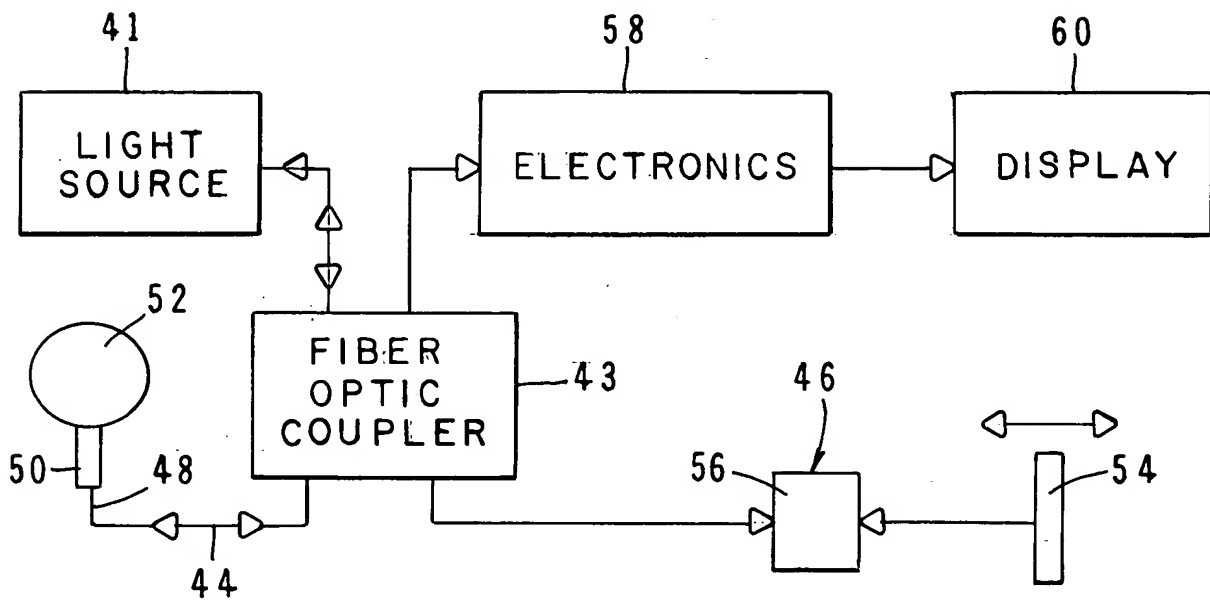 41
58
60
LIGHT
SOURCE
ELECTRONICS
DISPLAY
52
FIBER
OPTIC
COUPLER
43
46
50
48
56
54
44